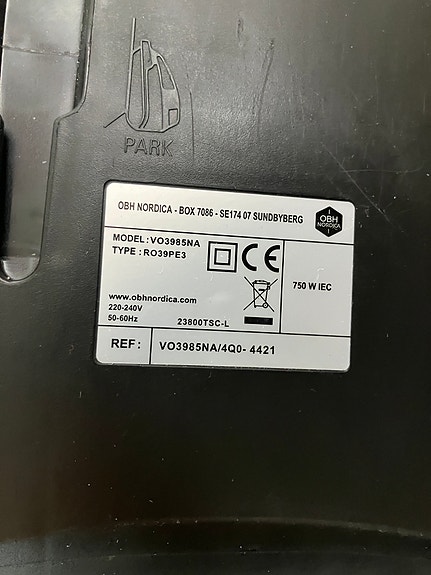 PARK
OBH NORDICA - BOX 7086 - SE174 07 SUNDBYBERG
OBH
NORDICA
MODEL: VO3985NA
TYPE : RO39PE3
CE
750 W IEC
www.obhnordica.com
220-240V
50-60Hz
23800TSC-L
REF :
VO3985NA/4Q0- 4421